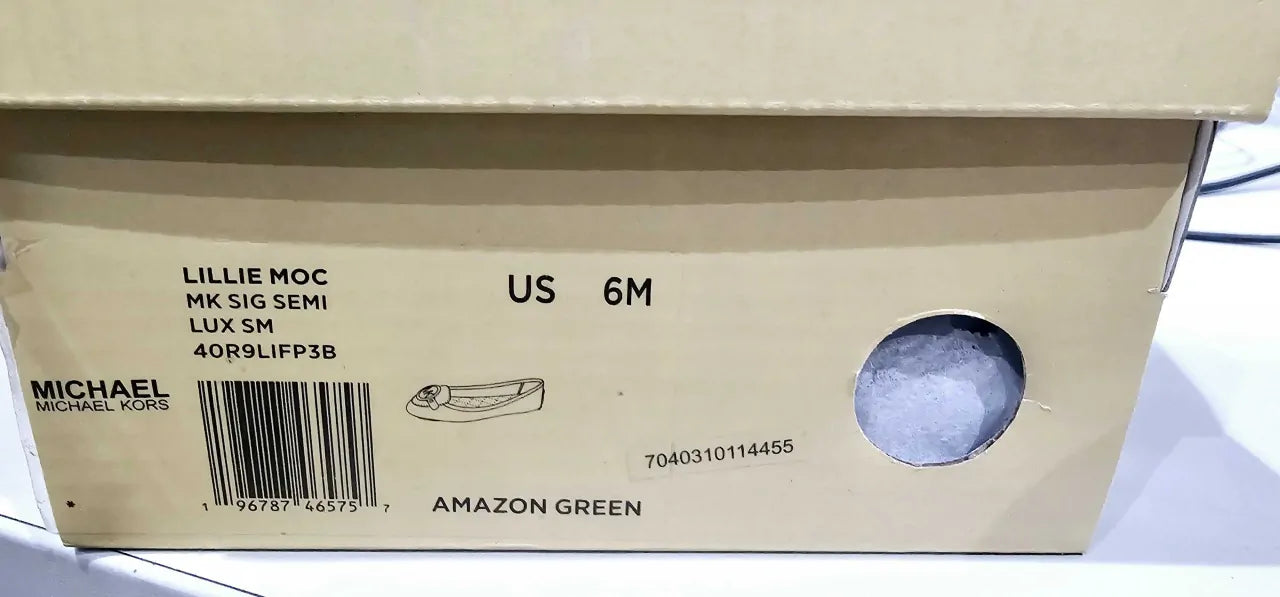 LILLIE MOC
MK SIG SEMI
LUX SM
40R9LIFP3B
US 6M
MICHAEL
MICHAEL KORS
1 96787 46575 7
7040310114455
* AMAZON GREEN